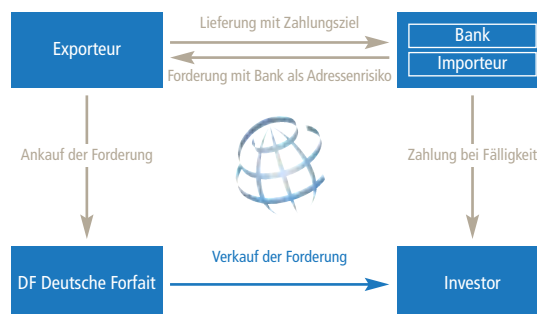 Lieferung mit Zahlungsziel
Exporteur
Bank
Importeur
Forderung mit Bank als Adressenrisiko
Ankauf der Forderung
Zahlung bei Fälligkeit
Verkauf der Forderung
DF Deutsche Forfait
Investor